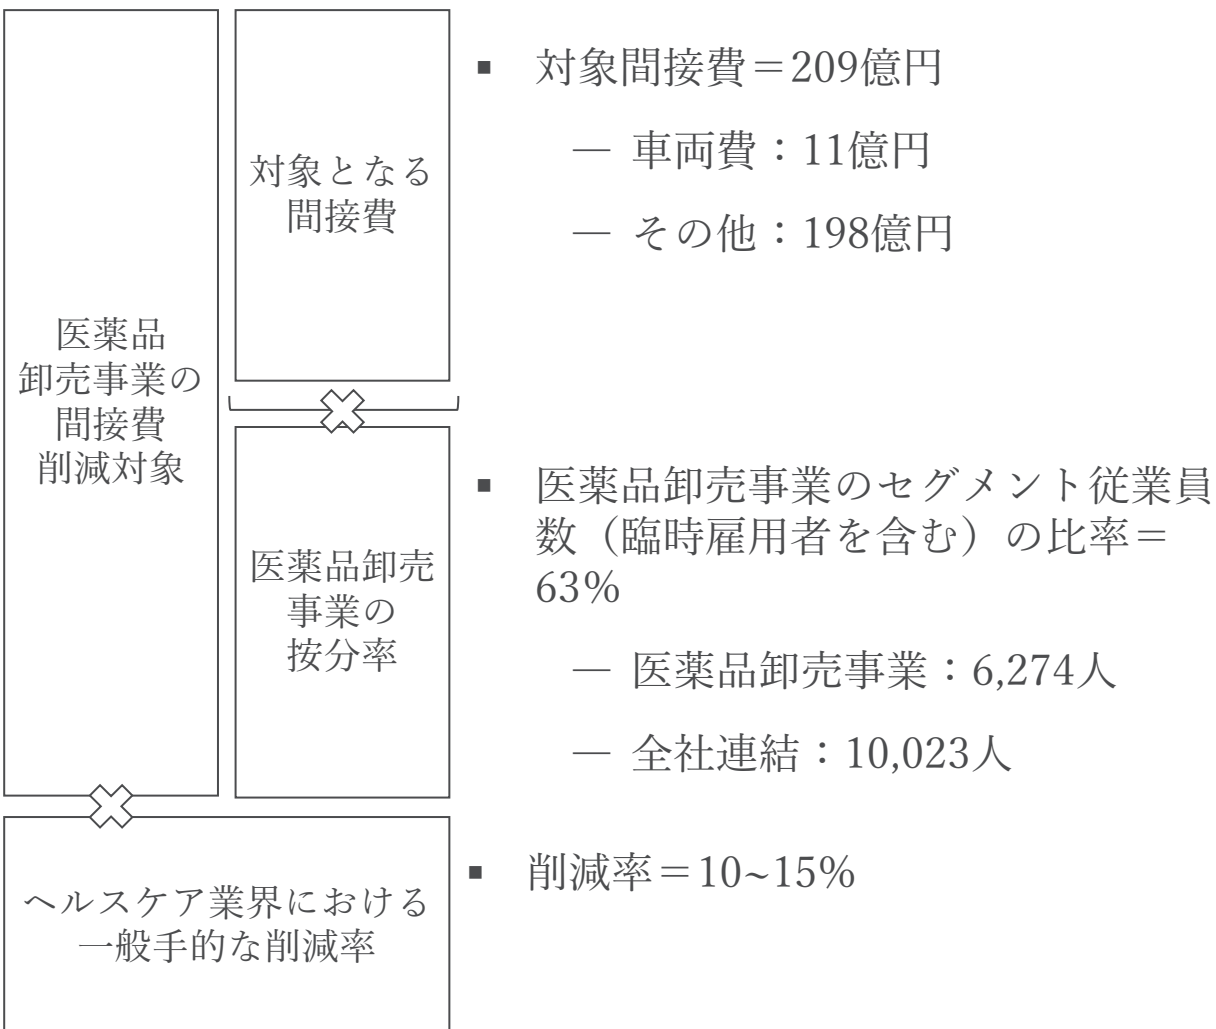 医薬品
卸売事業の
間接費
削減対象
対象となる
間接費
▪ 対象間接費＝209億円
― 車両費：11億円
― その他：198億円
医薬品卸売
事業の
按分率
▪ 医薬品卸売事業のセグメント従業員
数（臨時雇用者を含む）の比率＝
63%
― 医薬品卸売事業：6,274人
― 全社連結：10,023人
ヘルスケア業界における
一般手的な削減率
▪ 削減率＝10~15%